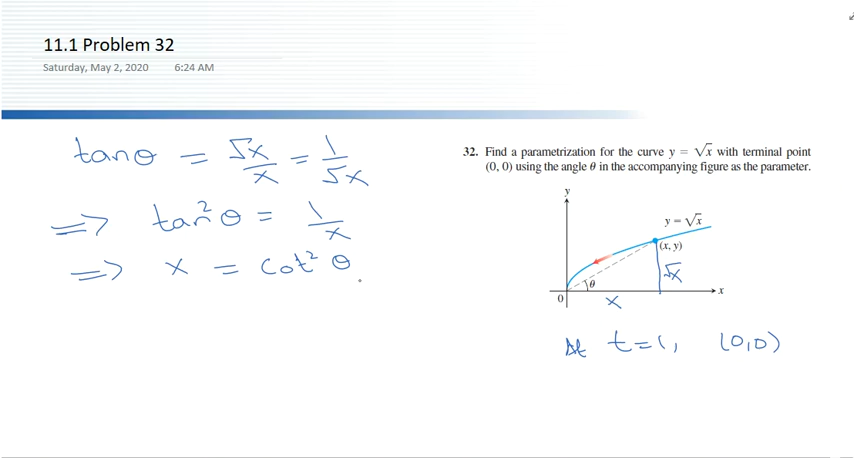 11.1 Problem 32
Saturday, May 2, 2020 6:24 AM
tanθ = √x/x = 1/√x
⇒ tan²θ = 1/x
⇒ x = cot²θ
32. Find a parametrization for the curve y = √x with terminal point
(0, 0) using the angle θ in the accompanying figure as the parameter.
y
y = √x
(x, y)
θ
√x
0
x
x
At t=1, (0,0)